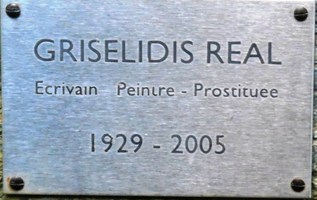 GRISELIDIS REAL
Ecrivain Peintre - Prostituee
1929 - 2005